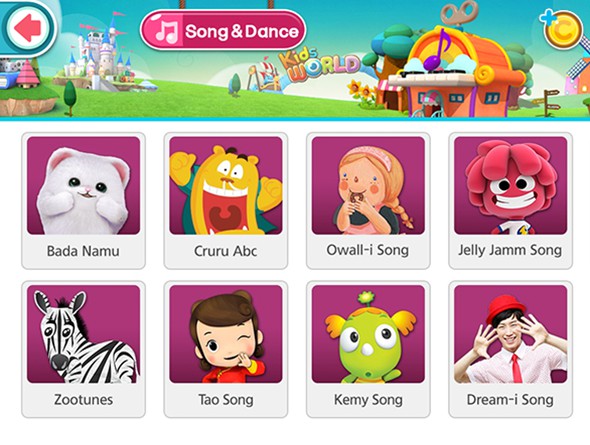 Song & Dance
Kids
WORLD
C
Bada Namu
Cruru Abc
Owall-i Song
Jelly Jamm Song
Zootunes
Tao Song
Kemy Song
Dream-i Song